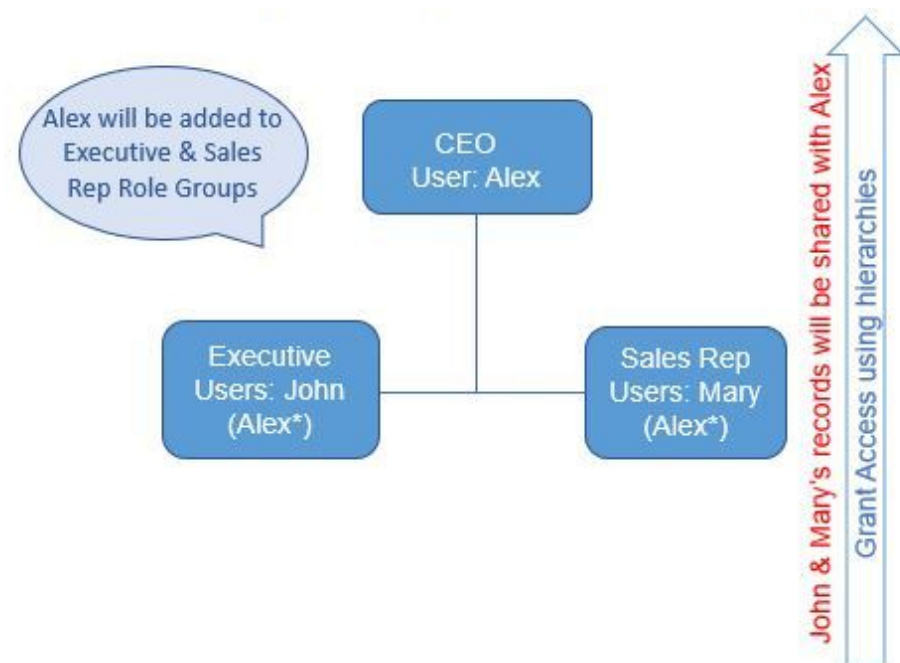 Alex will be added to
Executive & Sales
Rep Role Groups
CEO
User: Alex
Executive
Users: John
(Alex*)
Sales Rep
Users: Mary
(Alex*)
John & Mary's records will be shared with Alex
Grant Access using hierarchies